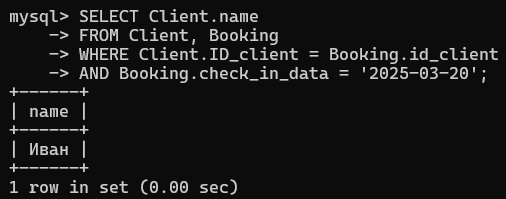 mysql> SELECT Client.name
    -> FROM Client, Booking
    -> WHERE Client.ID_client = Booking.id_client
    -> AND Booking.check_in_data = '2025-03-20';
+------+
| name |
+------+
| Иван |
+------+
1 row in set (0.00 sec)